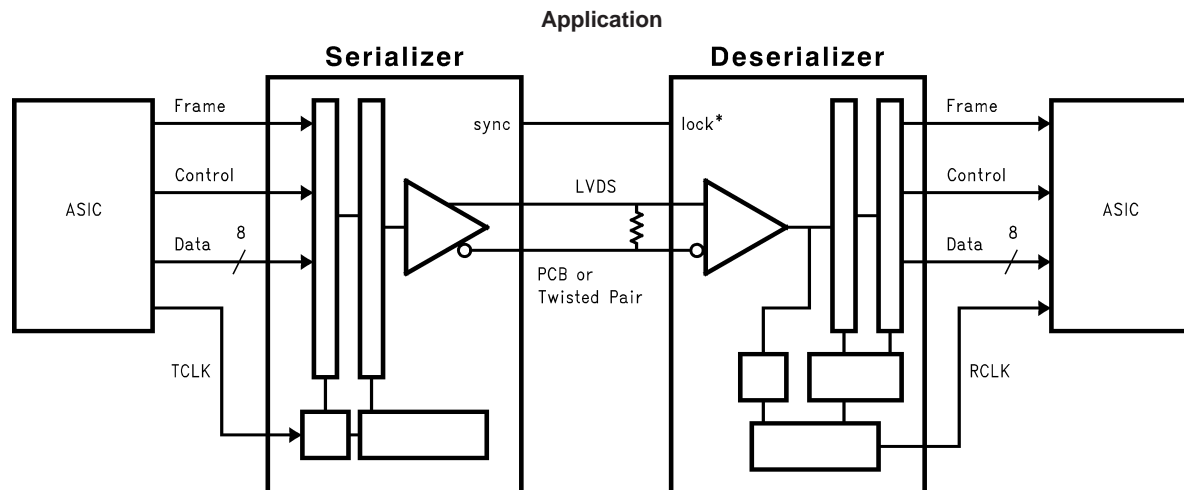 Application
Serializer
Deserializer
Frame
Control
ASIC
8
Data
TCLK
sync
lock*
LVDS
PCB or
Twisted Pair
Frame
Control
ASIC
8
Data
RCLK